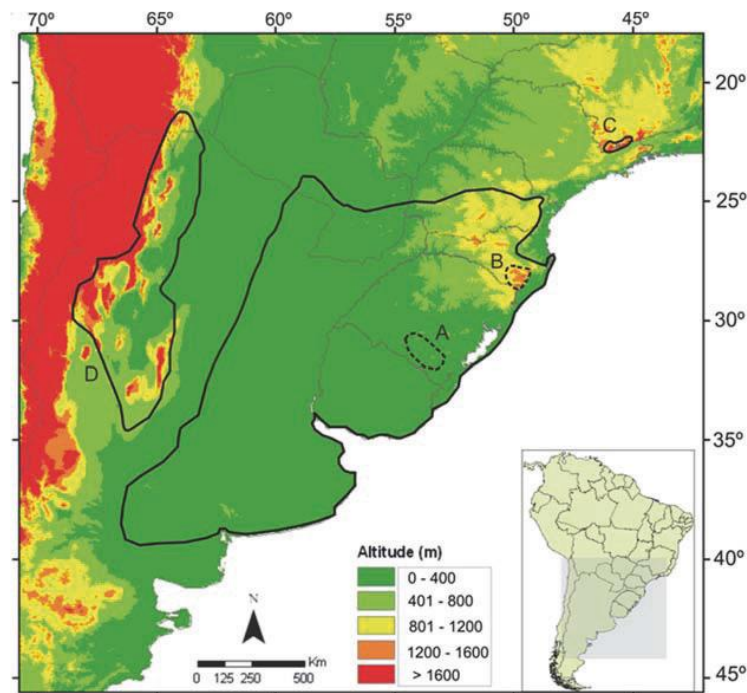 70º 65º 60º 55º 50º 45º
20º
25º
30º
35º
40º
45º
A
B
C
D
Altitude (m)
0 - 400
401 - 800
801 - 1200
1200 - 1600
> 1600
N
0 125 250 500 Km